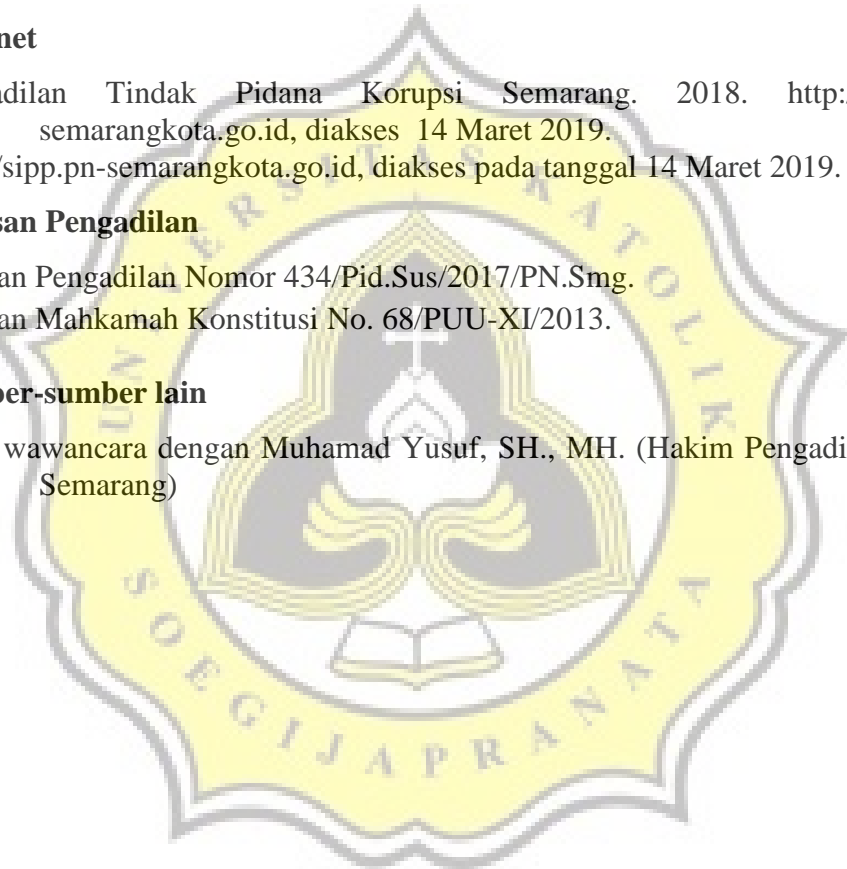 net
adilan Tindak Pidana Korupsi Semarang. 2018. http:
semarangkota.go.id, diakses 14 Maret 2019.
/sipp.pn-semarangkota.go.id, diakses pada tanggal 14 Maret 2019.
san Pengadilan
an Pengadilan Nomor 434/Pid.Sus/2017/PN.Smg.
an Mahkamah Konstitusi No. 68/PUU-XI/2013.
ber-sumber lain
wawancara dengan Muhamad Yusuf, SH., MH. (Hakim Pengadi
Semarang)
UNIVERSITAS KATOLIK
SOEGIJAPRANATA